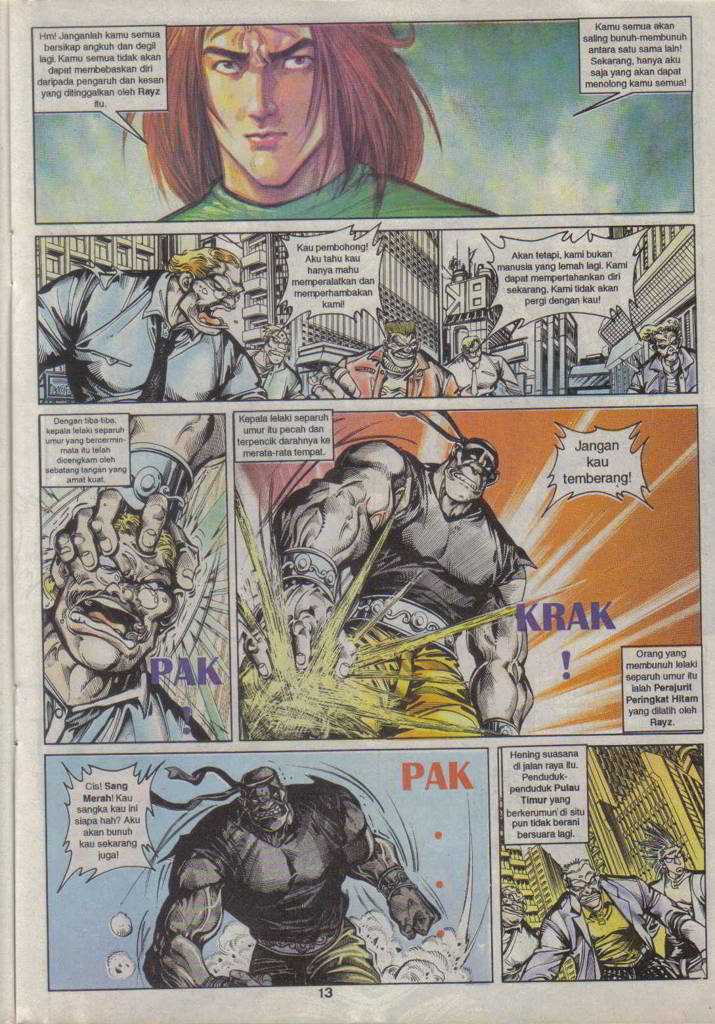 Hm! Janganlah kamu semua
bersikap angkuh dan degil
lagi. Kamu semua tidak akan
dapat membebaskan diri
daripada pengaruh dan kesan
yang ditinggalkan oleh Rayz
itu.
Kamu semua akan
saling bunuh-membunuh
antara satu sama lain!
Sekarang, hanya aku
saja yang akan dapat
menolong kamu semua!
Kau pembohong!
Aku tahu kau
hanya mahu
memperalatkan dan
memperhambakan
kami!
Akan tetapi, kami bukan
manusia yang lemah lagi. Kami
dapat mempertahankan diri
sekarang. Kami tidak akan
pergi dengan kau!
Dengan tiba-tiba,
kepala lelaki separuh
umur yang bercermin-
mata itu telah
dicengkam oleh
sebatang tangan yang
amat kuat.
PAK
!
Kepala lelaki separuh
umur itu pecah dan
terpencik darahnya ke
merata-rata tempat.
Jangan
kau
temberang!
KRAK
!
Orang yang
membunuh lelaki
separuh umur itu
ialah Perajurit
Peringkat Hitam
yang dilatih oleh
Rayz.
Cis! Sang
Merah! Kau
sangka kau ini
siapa hah? Aku
akan bunuh
kau sekarang
juga!
PAK
.
.
.
PAK
Hening suasana
di jalan raya itu.
Penduduk-
penduduk Pulau
Timur yang
berkerumun di situ
pun tidak berani
bersuara lagi.
13